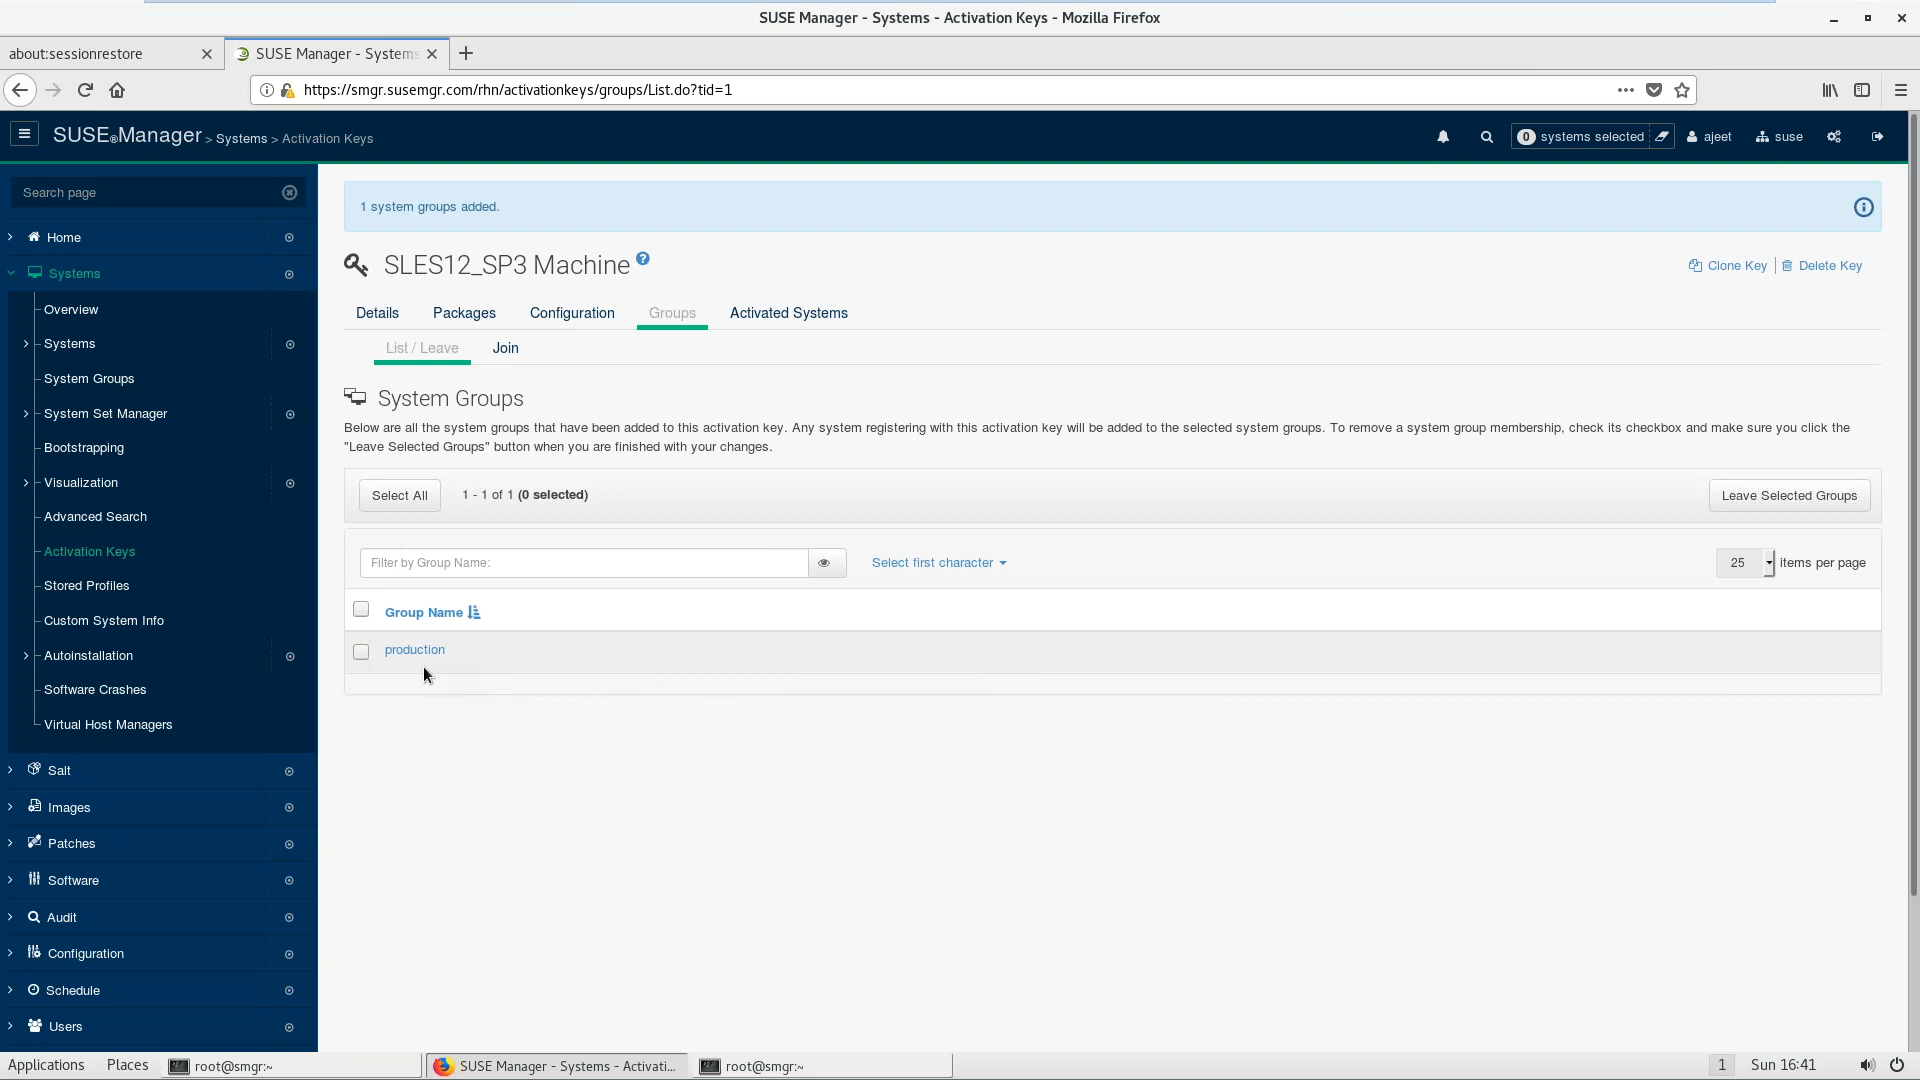 SUSE Manager - Systems - Activation Keys - Mozilla Firefox
about:sessionrestore
SUSE Manager - Systems
https://smgr.susemgr.com/rhn/activationkeys/groups/List.do?tid=1
SUSE®Manager > Systems > Activation Keys
0 systems selected
ajeet
suse
Search page
Home
Systems
Overview
Systems
System Groups
System Set Manager
Bootstrapping
Visualization
Advanced Search
Activation Keys
Stored Profiles
Custom System Info
Autoinstallation
Software Crashes
Virtual Host Managers
Salt
Images
Patches
Software
Audit
Configuration
Schedule
Users
1 system groups added.
SLES12_SP3 Machine ?
Clone Key | Delete Key
Details Packages Configuration Groups Activated Systems
List / Leave Join
System Groups
Below are all the system groups that have been added to this activation key. Any system registering with this activation key will be added to the selected system groups. To remove a system group membership, check its checkbox and make sure you click the
"Leave Selected Groups" button when you are finished with your changes.
Select All 1 - 1 of 1 (0 selected) Leave Selected Groups
Filter by Group Name: Select first character 25 items per page
Group Name
production
Applications Places root@smgr:~ SUSE Manager - Systems - Activati... root@smgr:~ 1 Sun 16:41